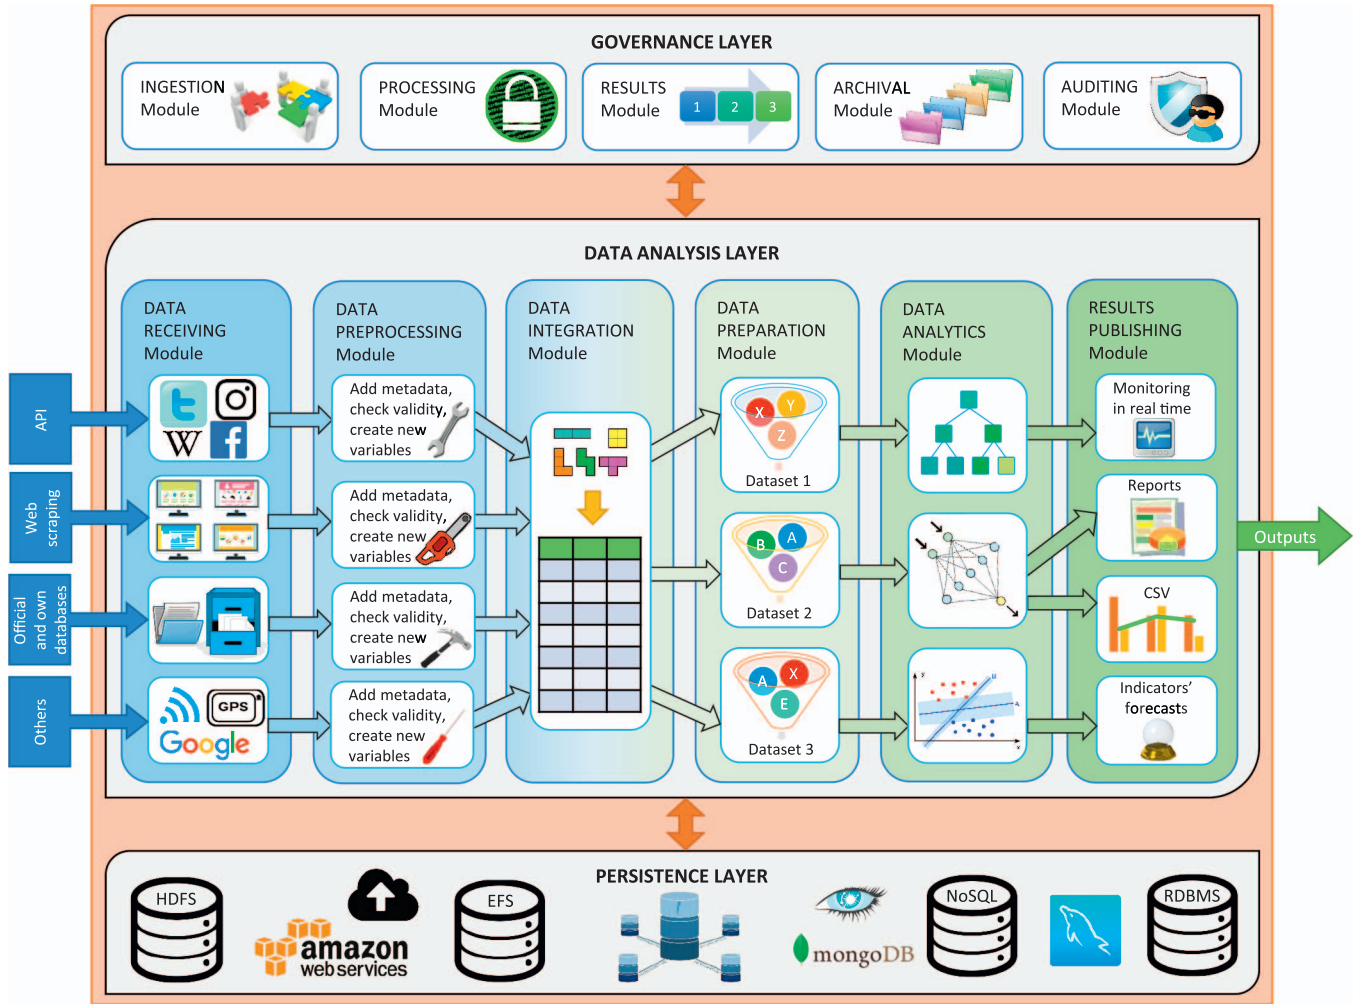 GOVERNANCE LAYER
INGESTION
Module
PROCESSING
Module
RESULTS
Module
1
2
3
ARCHIVAL
Module
AUDITING
Module
DATA ANALYSIS LAYER
DATA
RECEIVING
Module
DATA
PREPROCESSING
Module
DATA
INTEGRATION
Module
DATA
PREPARATION
Module
DATA
ANALYTICS
Module
RESULTS
PUBLISHING
Module
API
Web
scraping
Official
and own
databases
Others
W
GPS
Google
Add metadata,
check validity,
create new
variables
Add metadata,
check validity,
create new
variables
Add metadata,
check validity,
create new
variables
Add metadata,
check validity,
create new
variables
X
Y
Z
Dataset 1
B
A
C
Dataset 2
A
X
E
Dataset 3
y
B
A
x
Monitoring
in real time
Reports
CSV
Indicators'
forecasts
Outputs
PERSISTENCE LAYER
HDFS
amazon
webservices
EFS
mongoDB
NoSQL
RDBMS